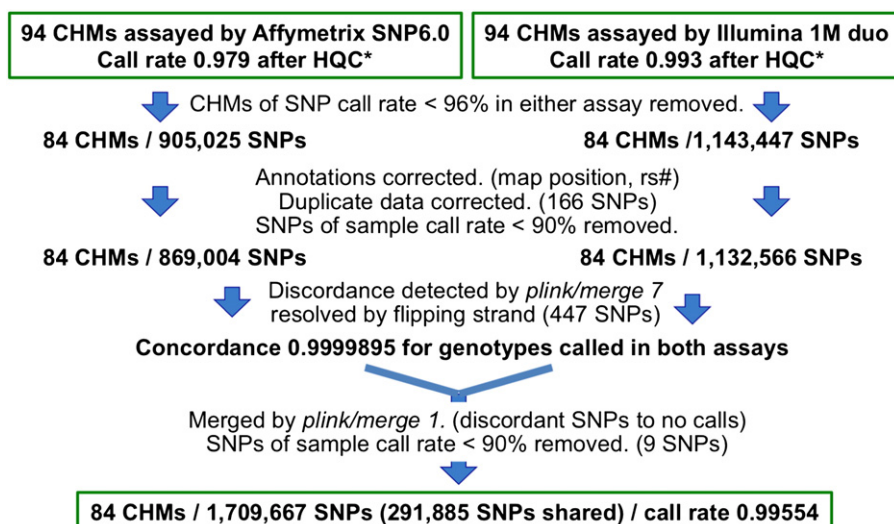 94 CHMs assayed by Affymetrix SNP6.0
Call rate 0.979 after HQC*
94 CHMs assayed by Illumina 1M duo
Call rate 0.993 after HQC*
CHMs of SNP call rate < 96% in either assay removed.
84 CHMs / 905,025 SNPs
84 CHMs /1,143,447 SNPs
Annotations corrected. (map position, rs#)
Duplicate data corrected. (166 SNPs)
SNPs of sample call rate < 90% removed.
84 CHMs / 869,004 SNPs
84 CHMs / 1,132,566 SNPs
Discordance detected by plink/merge 7
resolved by flipping strand (447 SNPs)
Concordance 0.9999895 for genotypes called in both assays
Merged by plink/merge 1. (discordant SNPs to no calls)
SNPs of sample call rate < 90% removed. (9 SNPs)
84 CHMs / 1,709,667 SNPs (291,885 SNPs shared) / call rate 0.99554